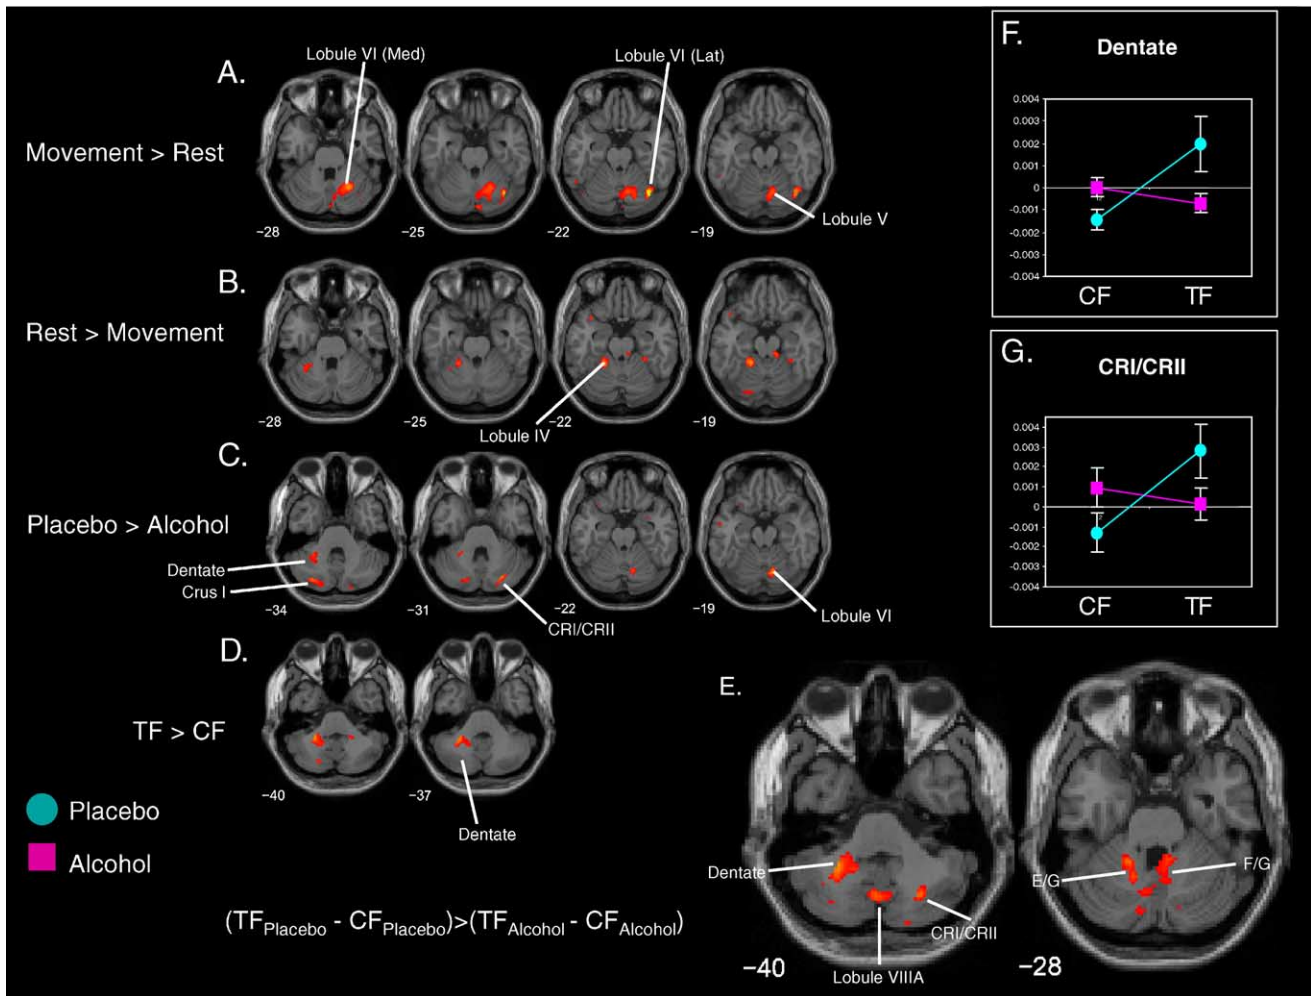 A.
Lobule VI (Med)
Lobule VI (Lat)
Movement > Rest
Lobule V
−28
−25
−22
−19
B.
Rest > Movement
−28
−25
−22
−19
Lobule IV
C.
Placebo > Alcohol
Dentate
Crus I
−34
−31
−22
−19
CRI/CRII
Lobule VI
D.
TF > CF
−40
−37
Dentate
Placebo
Alcohol
(TFPlacebo - CFPlacebo)>(TFAlcohol - CFAlcohol)
E.
Dentate
E/G
F/G
CRI/CRII
−40
Lobule VIIIA
−28
F.
Dentate
0.004
0.003
0.002
0.001
0
-0.001
-0.002
-0.003
-0.004
CF TF
G.
CRI/CRII
0.004
0.003
0.002
0.001
0
-0.001
-0.002
-0.003
-0.004
CF TF